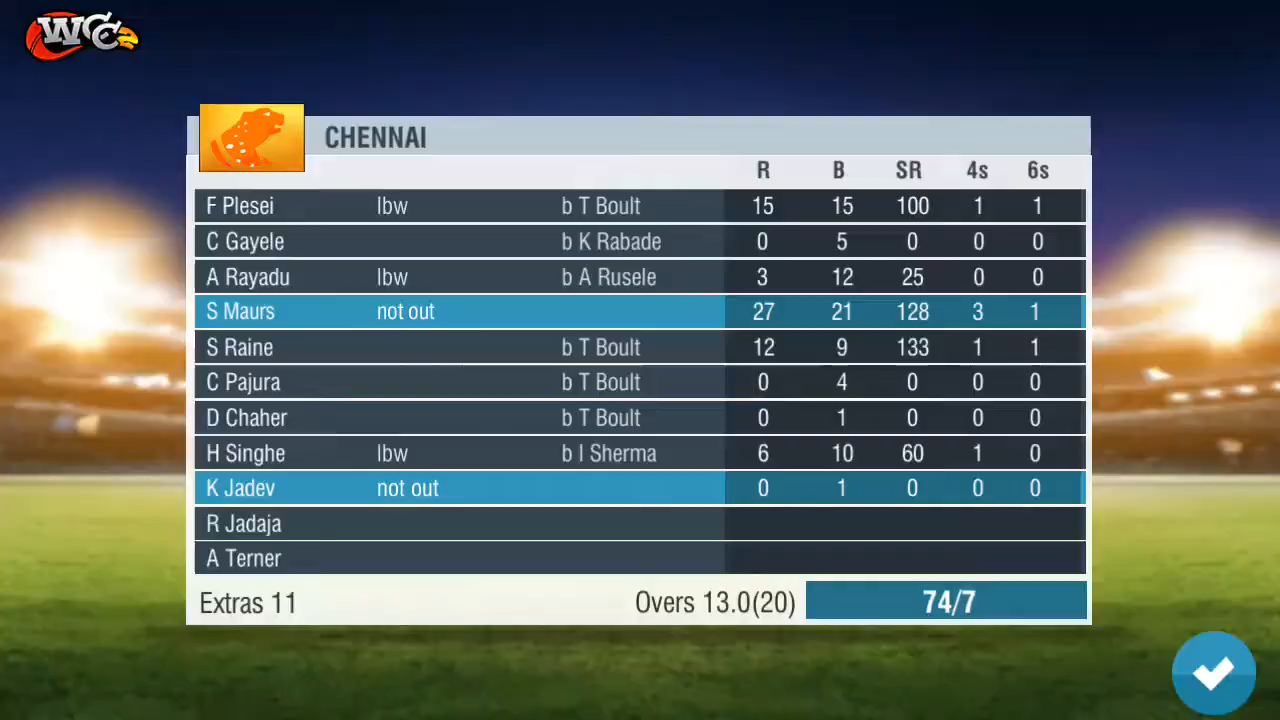 WCC
CHENNAI
R B SR 4s 6s
F Plesei lbw b T Boult 15 15 100 1 1
C Gayele b K Rabade 0 5 0 0 0
A Rayadu lbw b A Rusele 3 12 25 0 0
S Maurs not out 27 21 128 3 1
S Raine b T Boult 12 9 133 1 1
C Pajura b T Boult 0 4 0 0 0
D Chaher b T Boult 0 1 0 0 0
H Singhe lbw b I Sherma 6 10 60 1 0
K Jadev not out 0 1 0 0 0
R Jadaja
A Terner
Extras 11 Overs 13.0(20) 74/7